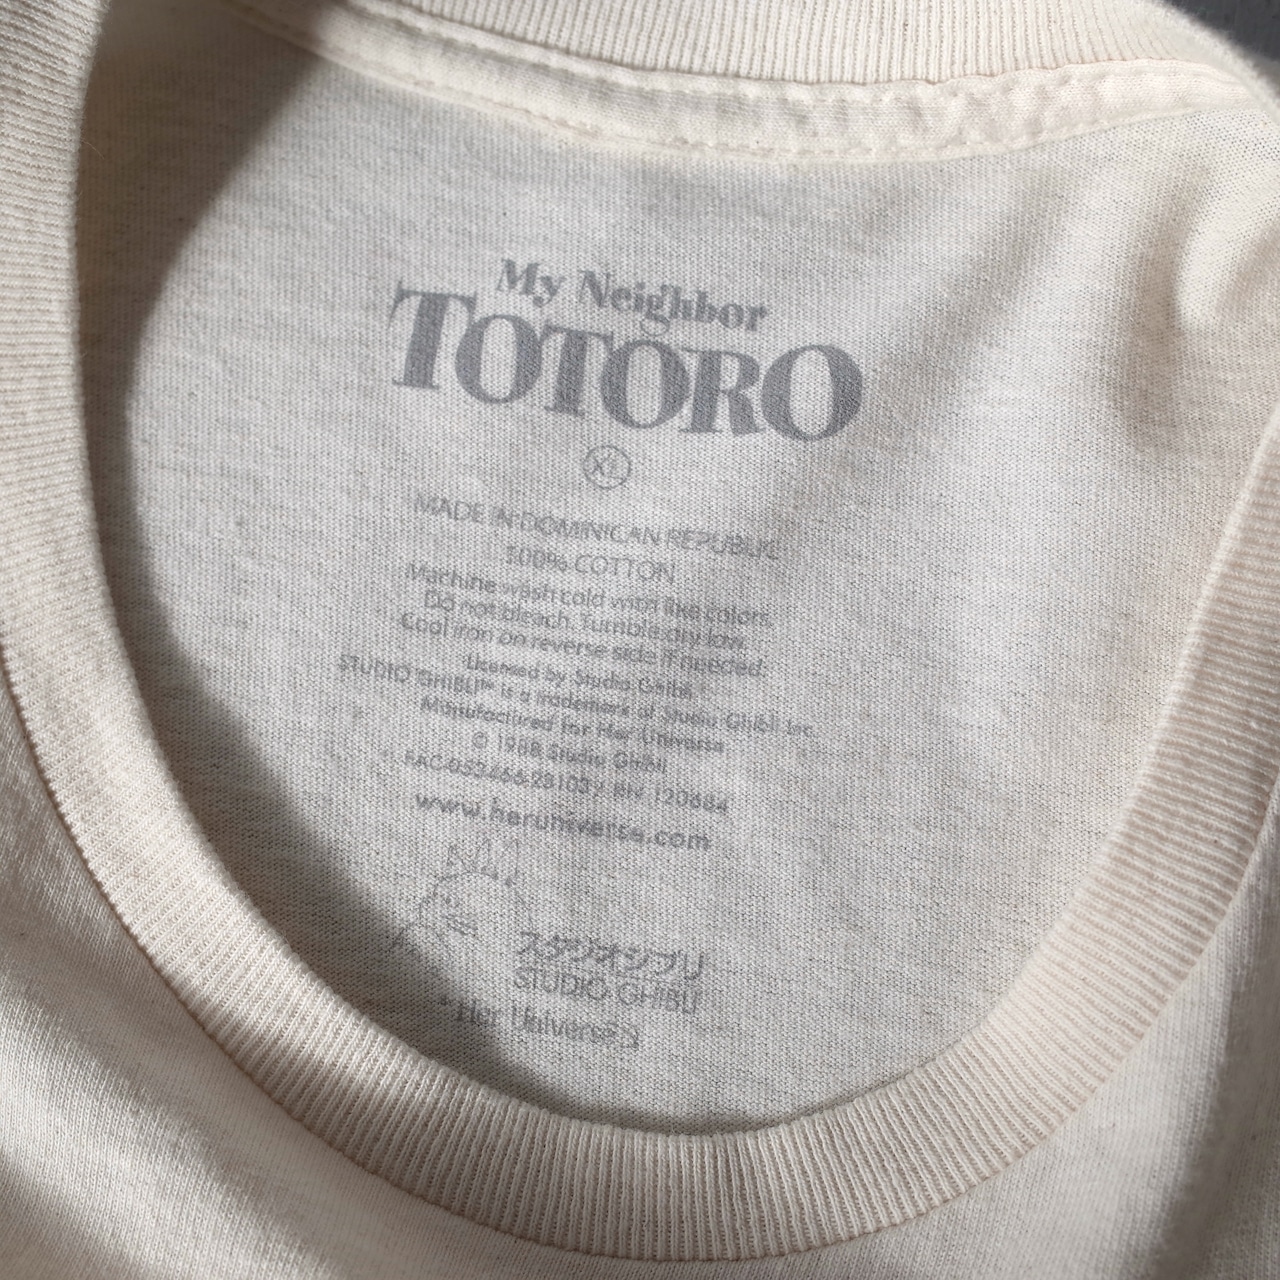 My Neighbor
TOTORO
XL
MADE IN DOMINICAN REPUBLIC
100% COTTON
Machine wash cold with like colors.
Do not bleach. Tumble dry low.
Cool iron on reverse side if needed.
Licensed by Studio Ghibli
STUDIO GHIBLI™ is a trademark of Studio Ghibli Inc.
Manufactured for Her Universe
© 1988 Studio Ghibli
RN 120684
www.heruniverse.com
スタジオジブリ
STUDIO GHIBLI
Her Universe